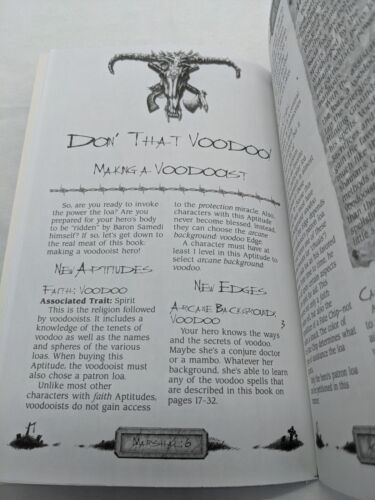 DOIN' THAT VOODOO!
MAKING A VOODOOIST
So, are you ready to invoke
the power the loa? Are you
prepared for your hero's body
to be "ridden" by Baron Samedi
himself? If so, let's get down to
the real meat of this book:
making a voodooist hero!
NEW APTITUDES
FAITH: VOODOO
Associated Trait: Spirit
This is the religion followed
by voodooists. It includes a
knowledge of the tenets of
voodoo as well as the names
and spheres of the various
loas. When buying this
Aptitude, the voodooist must
also chose a patron loa.
Unlike most other
characters with faith Aptitudes,
voodooists do not gain access
to the protection miracle. Also,
characters with this Aptitude
never become blessed. Instead,
they can choose the arcane
background: voodoo Edge.
A character must have at
least 1 level in this Aptitude to
select arcane background:
voodoo.
NEW EDGES
ARCANE BACKGROUND:
VOODOO 3
Your hero knows the ways
and the secrets of voodoo.
Maybe she's a conjure doctor
or a mambo. Whatever her
background, she's able to learn
any of the voodoo spells that
are described in this book on
pages 17-32.
MARSHAL: 6